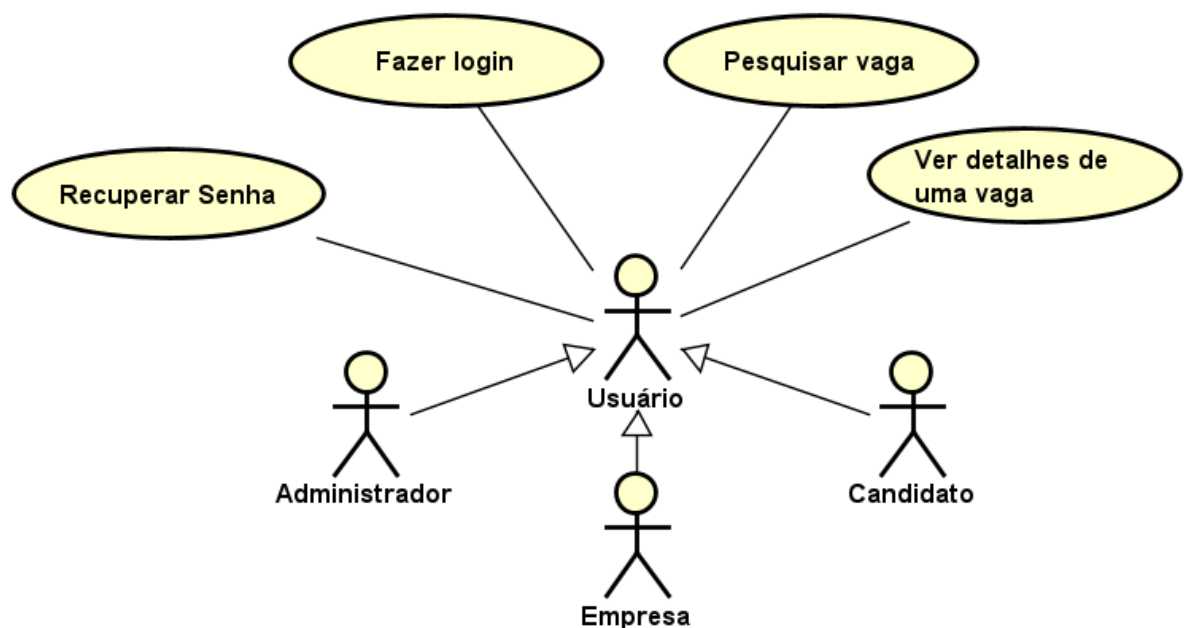 Fazer login
Pesquisar vaga
Ver detalhes de
uma vaga
Recuperar Senha
Usuário
Administrador
Candidato
Empresa